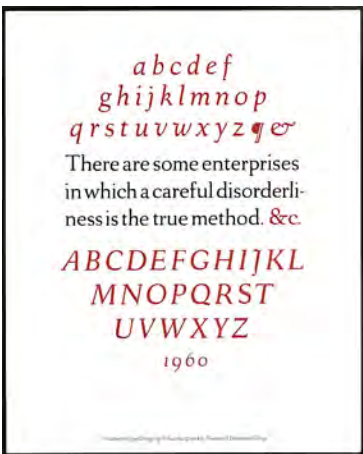 abcdef
ghijklmnop
qrstuvwxyz¶&
There are some enterprises
in which a careful disorderli-
ness is the true method. &c.
ABCDEFGHIJKL
MNOPQRST
UVWXYZ
1960